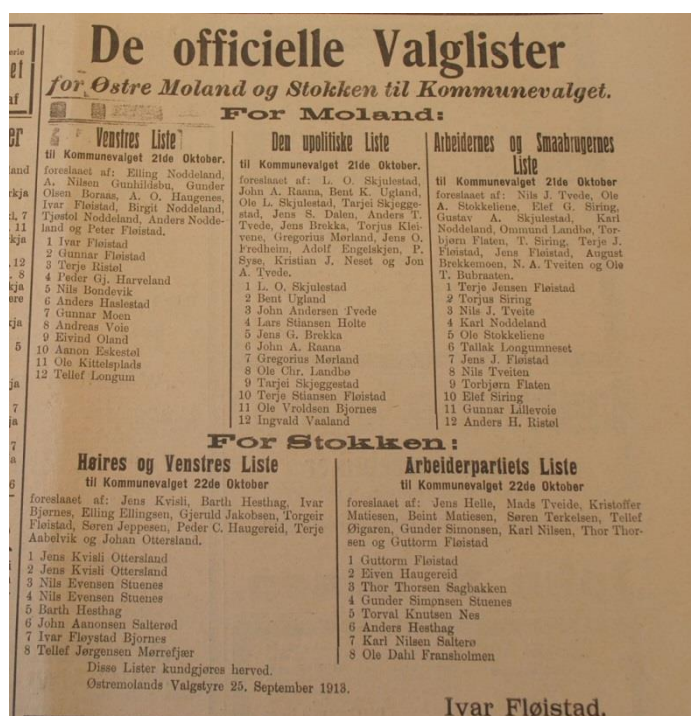 De officielle Valglister
for Østre Moland og Stokken til Kommunevalget.
For Moland:
Venstres Liste
til Kommunevalget 21de Oktober.
foreslaaet af: Elling Noddeland,
A. Nilsen Gunhildsbu, Gunder
Olsen Boraas, A. O. Haugenes,
Ivar Fløistad, Birgit Noddeland,
Tjøstol Noddeland, Anders Nodde-
land og Peter Fløistad.
1 Ivar Fløistad
2 Gunnar Fløistad
3 Terje Ristøl
4 Peder Gj. Harveland
5 Nils Bondevik
6 Anders Haslestad
7 Gunnar Moen
8 Andreas Voie
9 Eivind Oland
10 Aanon Eskestøl
11 Ole Kittelsplads
12 Tellef Longum
Den upolitiske Liste
til Kommunevalget 21de Oktober.
foreslaaet af: L. O. Skjulestad,
John A. Raana, Bent K. Ugland,
Ole L. Skjulestad, Tarjei Skjegge-
stad, Jens S. Dalen, Anders T.
Tvede, Jens Brekka, Torjus Klei-
vene, Gregorius Mørland, Jens O.
Fredheim, Adolf Engelskjen, P.
Syse, Kristian J. Neset og Jon
A. Tvede.
1 L. O. Skjulestad
2 Bent Ugland
3 John Andersen Tvede
4 Lars Stiansen Holte
5 Jens G. Brekka
6 John A. Raana
7 Gregorius Mørland
8 Ole Chr. Landbø
9 Tarjei Skjeggestad
10 Terje Stiansen Fløistad
11 Ole Vroldsen Bjornes
12 Ingvald Vaaland
Arbeidernes og Smaabrugernes
Liste
til Kommunevalget 21de Oktober
foreslaaet af: Nils J. Tvede, Ole
A. Stokkeliene, Elef G. Siring,
Gustav A. Skjulestad, Karl
Noddeland, Ommund Landbø, Tor-
bjørn Flaten, T. Siring, Terje J.
Fløistad, Jens Fløistad, August
Brekkemoen, N. A. Tveiten og Ole
T. Bubraaten.
1 Terje Jensen Fløistad
2 Torjus Siring
3 Nils J. Tveite
4 Karl Noddeland
5 Ole Stokkeliene
6 Tallak Longumneset
7 Jens J. Fløistad
8 Nils Tveiten
9 Torbjørn Flaten
10 Elef Siring
11 Gunnar Lillevoie
12 Anders H. Ristøl
For Stokken:
Høires og Venstres Liste
til Kommunevalget 22de Oktober
foreslaaet af: Jens Kvisli, Barth Hesthag, Ivar
Bjørnes, Elling Ellingsen, Gjeruld Jakobsen, Torgeir
Fløistad, Søren Jeppesen, Peder C. Haugereid, Terje
Aabelvik og Johan Ottersland.
1 Jens Kvisli Ottersland
2 Jens Kvisli Ottersland
3 Nils Evensen Stuenes
4 Nils Evensen Stuenes
5 Barth Hesthag
6 John Aanonsen Salterød
7 Ivar Fløystad Bjornes
8 Tellef Jørgensen Mørrefjær
Arbeiderpartiets Liste
til Kommunevalget 22de Oktober
foreslaaet af: Jens Helle, Mads Tveide, Kristoffer
Matiesen, Beint Matiesen, Søren Terkelsen, Tellef
Øigaren, Gunder Simonsen, Karl Nilsen, Thor Thor-
sen og Guttorm Fløistad
1 Guttorm Fløistad
2 Eiven Haugereid
3 Thor Thorsen Sagbakken
4 Gunder Simonsen Stuenes
5 Torval Knutsen Nes
6 Anders Hesthag
7 Karl Nilsen Salterø
8 Ole Dahl Fransholmen
Disse Lister kundgjøres herved.
Østremolands Valgstyre 25. September 1913.
Ivar Fløistad.